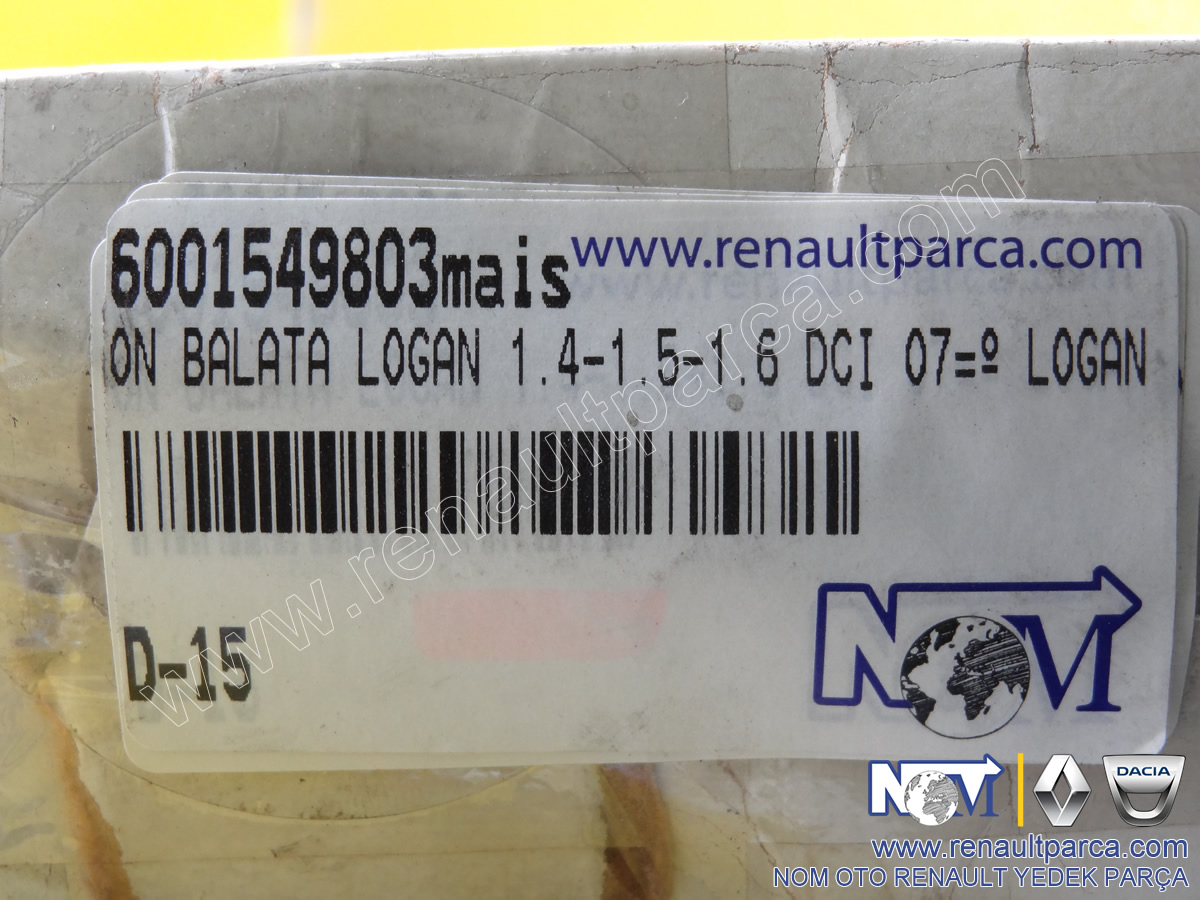 6001549803mais www.renaultparca.com
ON BALATA LOGAN 1.4-1.5-1.6 DCI 07=º LOGAN
www.renaultparca.com
D-15
NOM
NOM DACIA
www.renaultparca.com
NOM OTO RENAULT YEDEK PARÇA